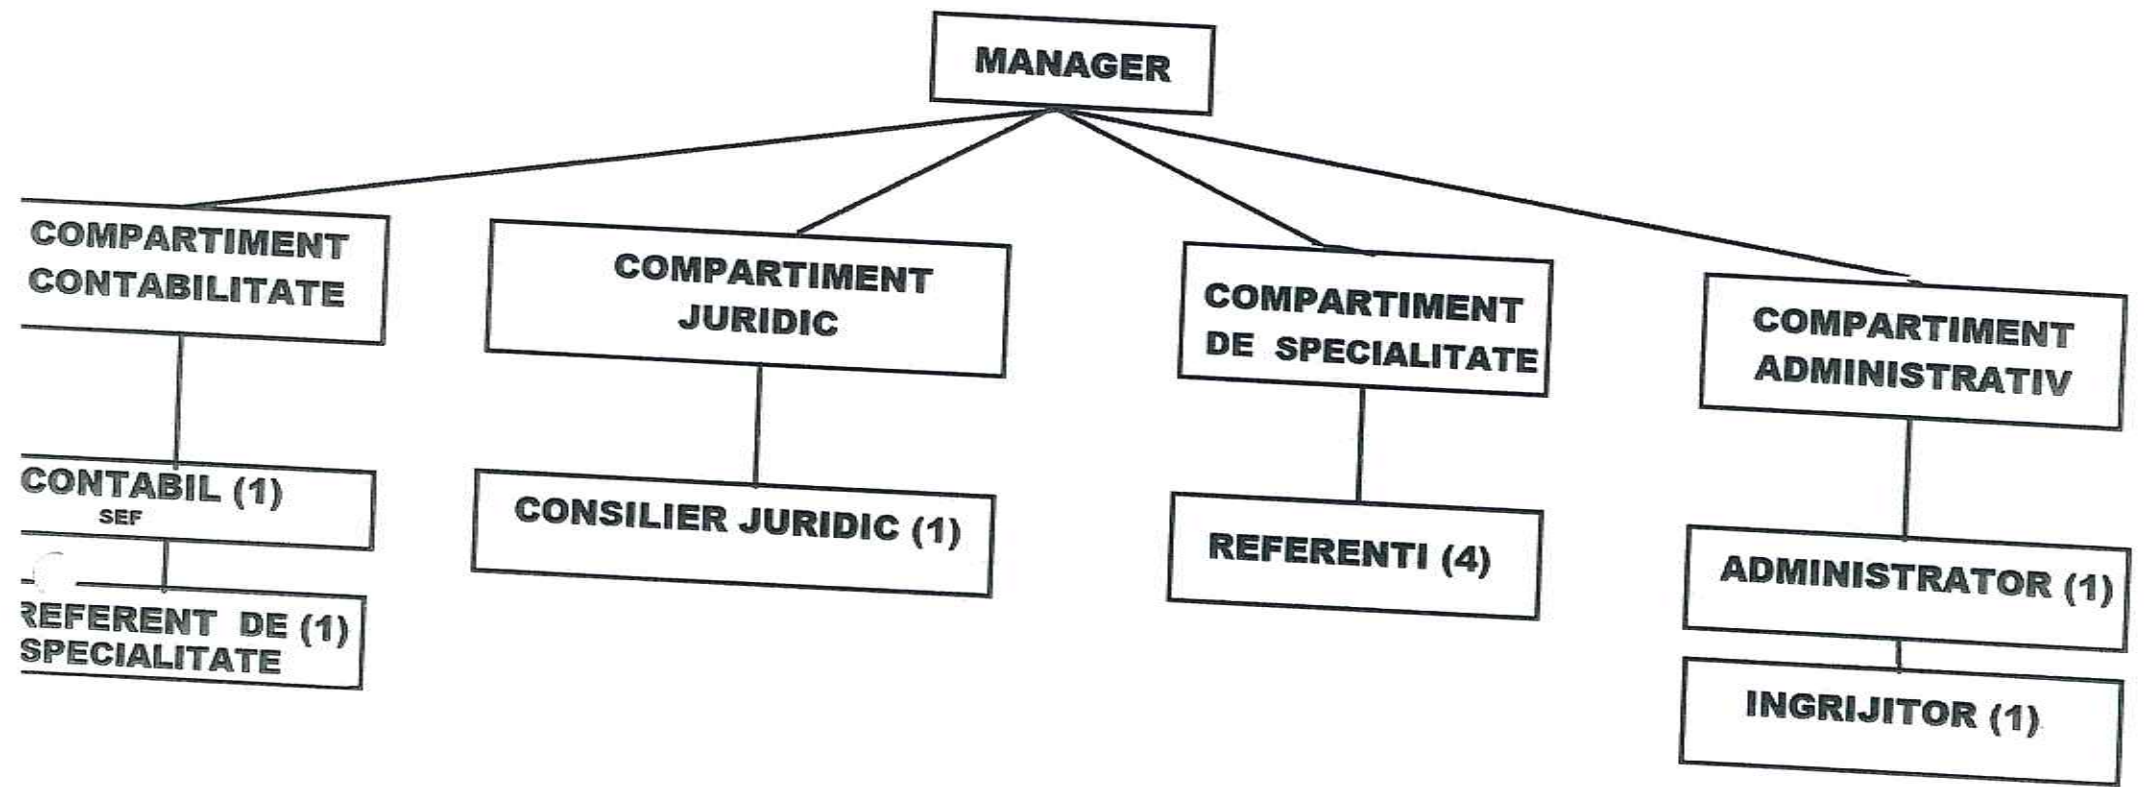 MANAGER
COMPARTIMENT
CONTABILITATE
COMPARTIMENT
JURIDIC
COMPARTIMENT
DE SPECIALITATE
COMPARTIMENT
ADMINISTRATIV
CONTABIL (1)
SEF
REFERENT DE (1)
SPECIALITATE
CONSILIER JURIDIC (1)
REFERENTI (4)
ADMINISTRATOR (1)
INGRIJITOR (1)